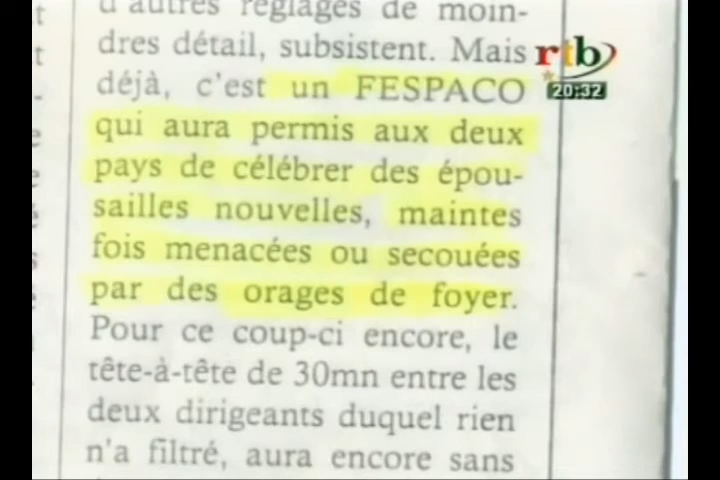 d'autres réglages de moin-
dres détail, subsistent. Mais
déjà, c'est un FESPACO
qui aura permis aux deux
pays de célébrer des épou-
sailles nouvelles, maintes
fois menacées ou secouées
par des orages de foyer.
Pour ce coup-ci encore, le
tête-à-tête de 30mn entre les
deux dirigeants duquel rien
n'a filtré, aura encore sans
rtb
20:32